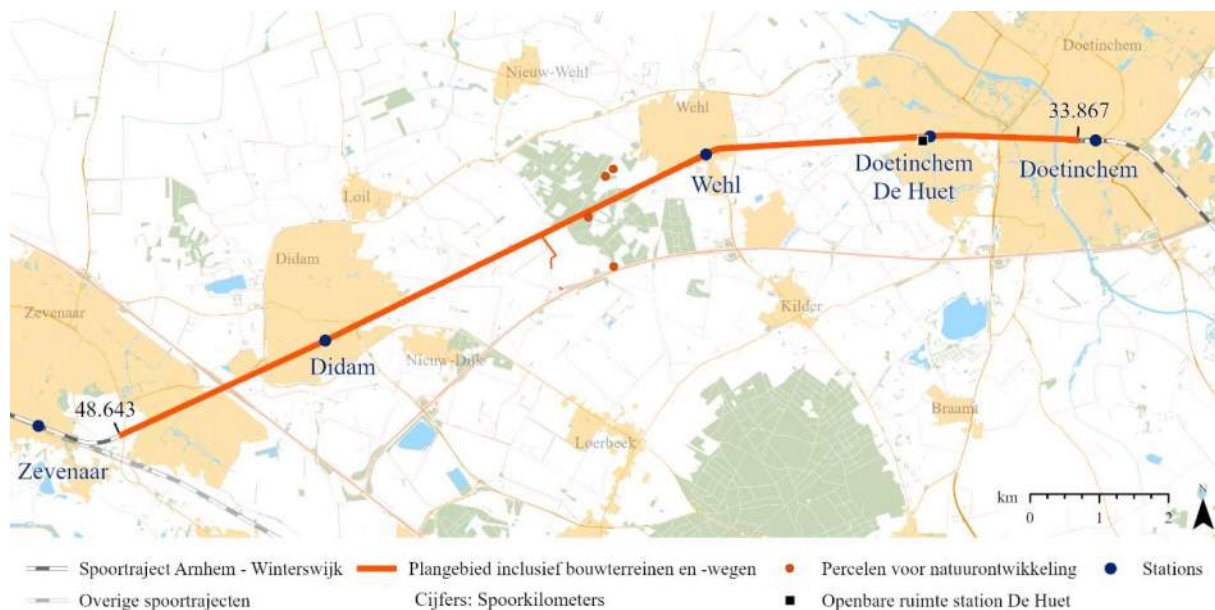 Doetinchem
Nieuw-Wehl
Wehl
33.867
Doetinchem
De Huet
Doetinchem
Wehl
Loil
Didam
Zevenaar
Kilder
Didam
Nieuw-Dijk
48.643
Braamt
Loerbeek
Zevenaar
km
0 1 2
N
Spoortraject Arnhem - Winterswijk
Plangebied inclusief bouwterreinen en -wegen
Percelen voor natuurontwikkeling
Stations
Overige spoortrajecten
Cijfers: Spoorkilometers
Openbare ruimte station De Huet